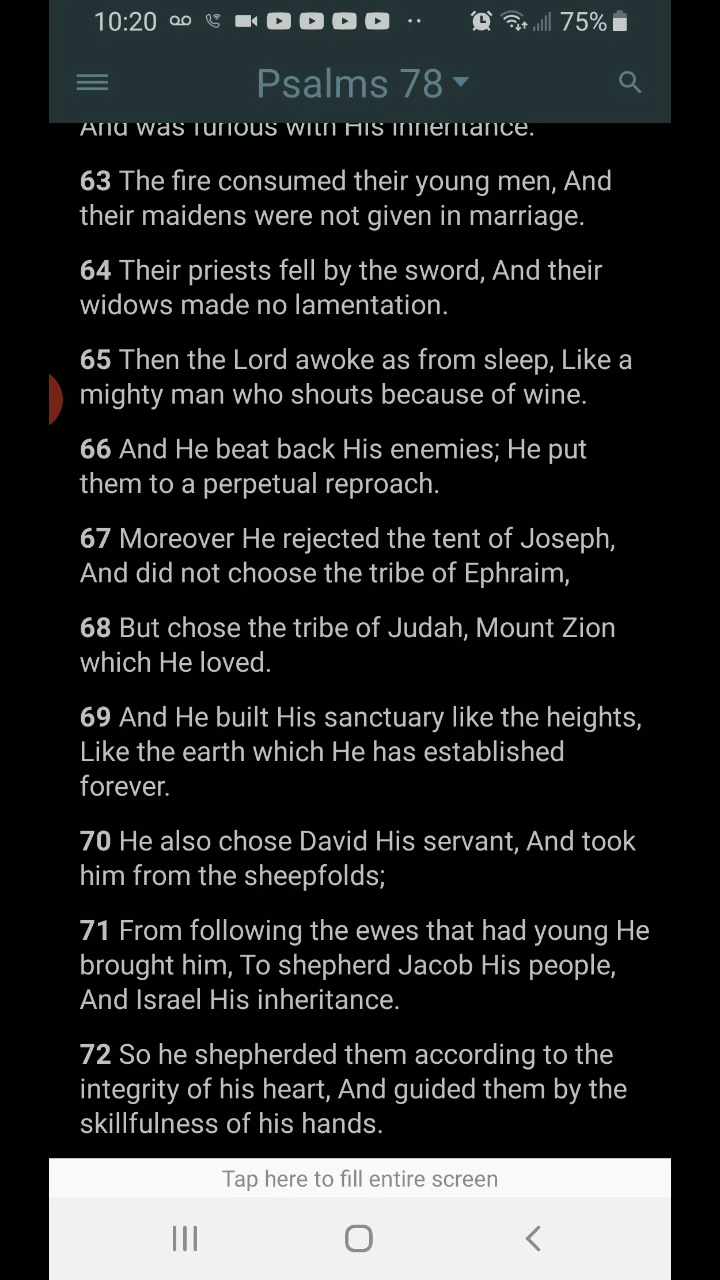 10:20
75%
Psalms 78
And was furious with His inheritance.
63 The fire consumed their young men, And
their maidens were not given in marriage.
64 Their priests fell by the sword, And their
widows made no lamentation.
65 Then the Lord awoke as from sleep, Like a
mighty man who shouts because of wine.
66 And He beat back His enemies; He put
them to a perpetual reproach.
67 Moreover He rejected the tent of Joseph,
And did not choose the tribe of Ephraim,
68 But chose the tribe of Judah, Mount Zion
which He loved.
69 And He built His sanctuary like the heights,
Like the earth which He has established
forever.
70 He also chose David His servant, And took
him from the sheepfolds;
71 From following the ewes that had young He
brought him, To shepherd Jacob His people,
And Israel His inheritance.
72 So he shepherded them according to the
integrity of his heart, And guided them by the
skillfulness of his hands.
Tap here to fill entire screen